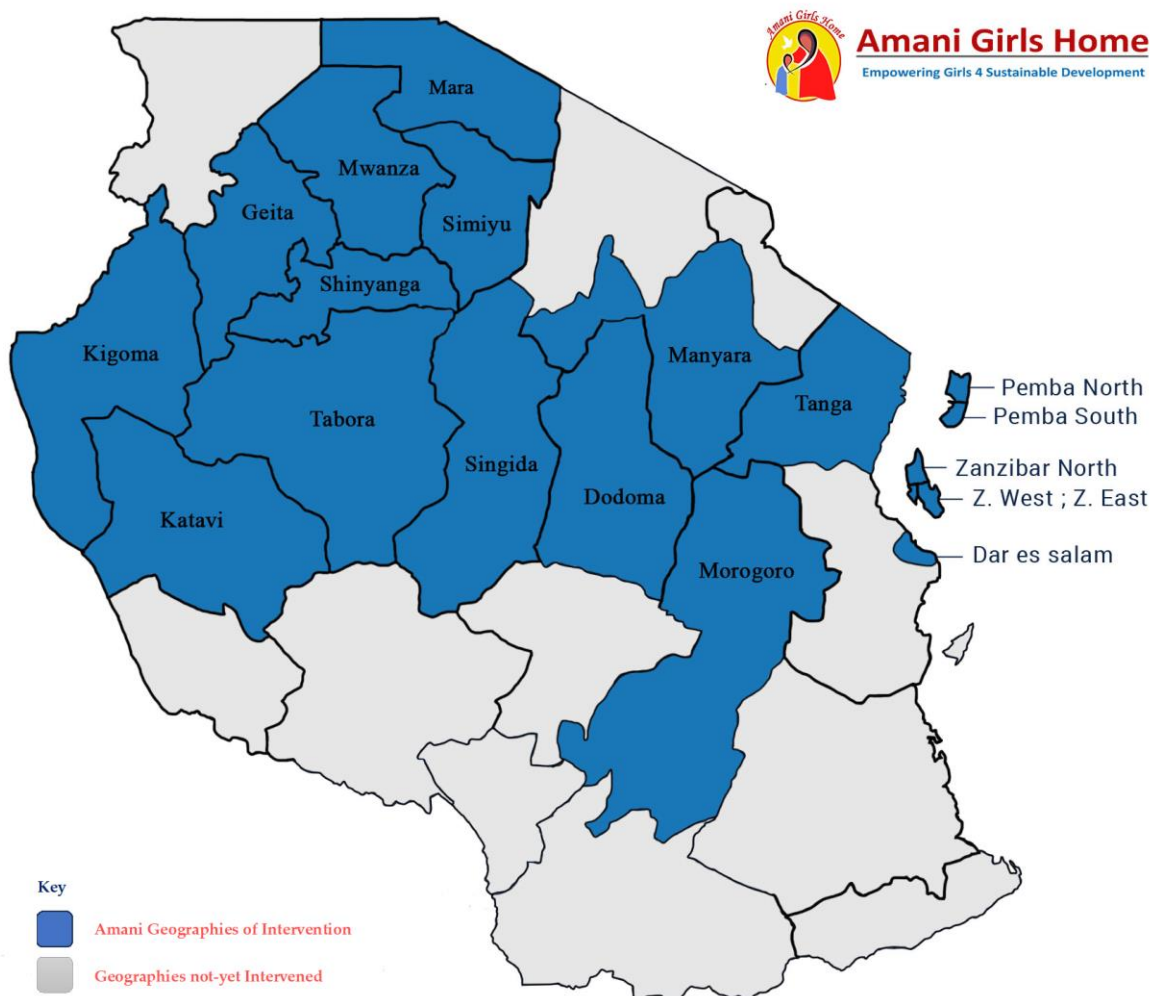 Amani Girls Home
Amani Girls Home
Empowering Girls 4 Sustainable Development
Mara
Mwanza
Geita
Simiyu
Shinyanga
Kigoma
Manyara
Pemba North
Tanga
Pemba South
Tabora
Singida
Zanzibar North
Dodoma
Z. West ; Z. East
Katavi
Dar es salam
Morogoro
Key
Amani Geographies of Intervention
Geographies not-yet Intervened